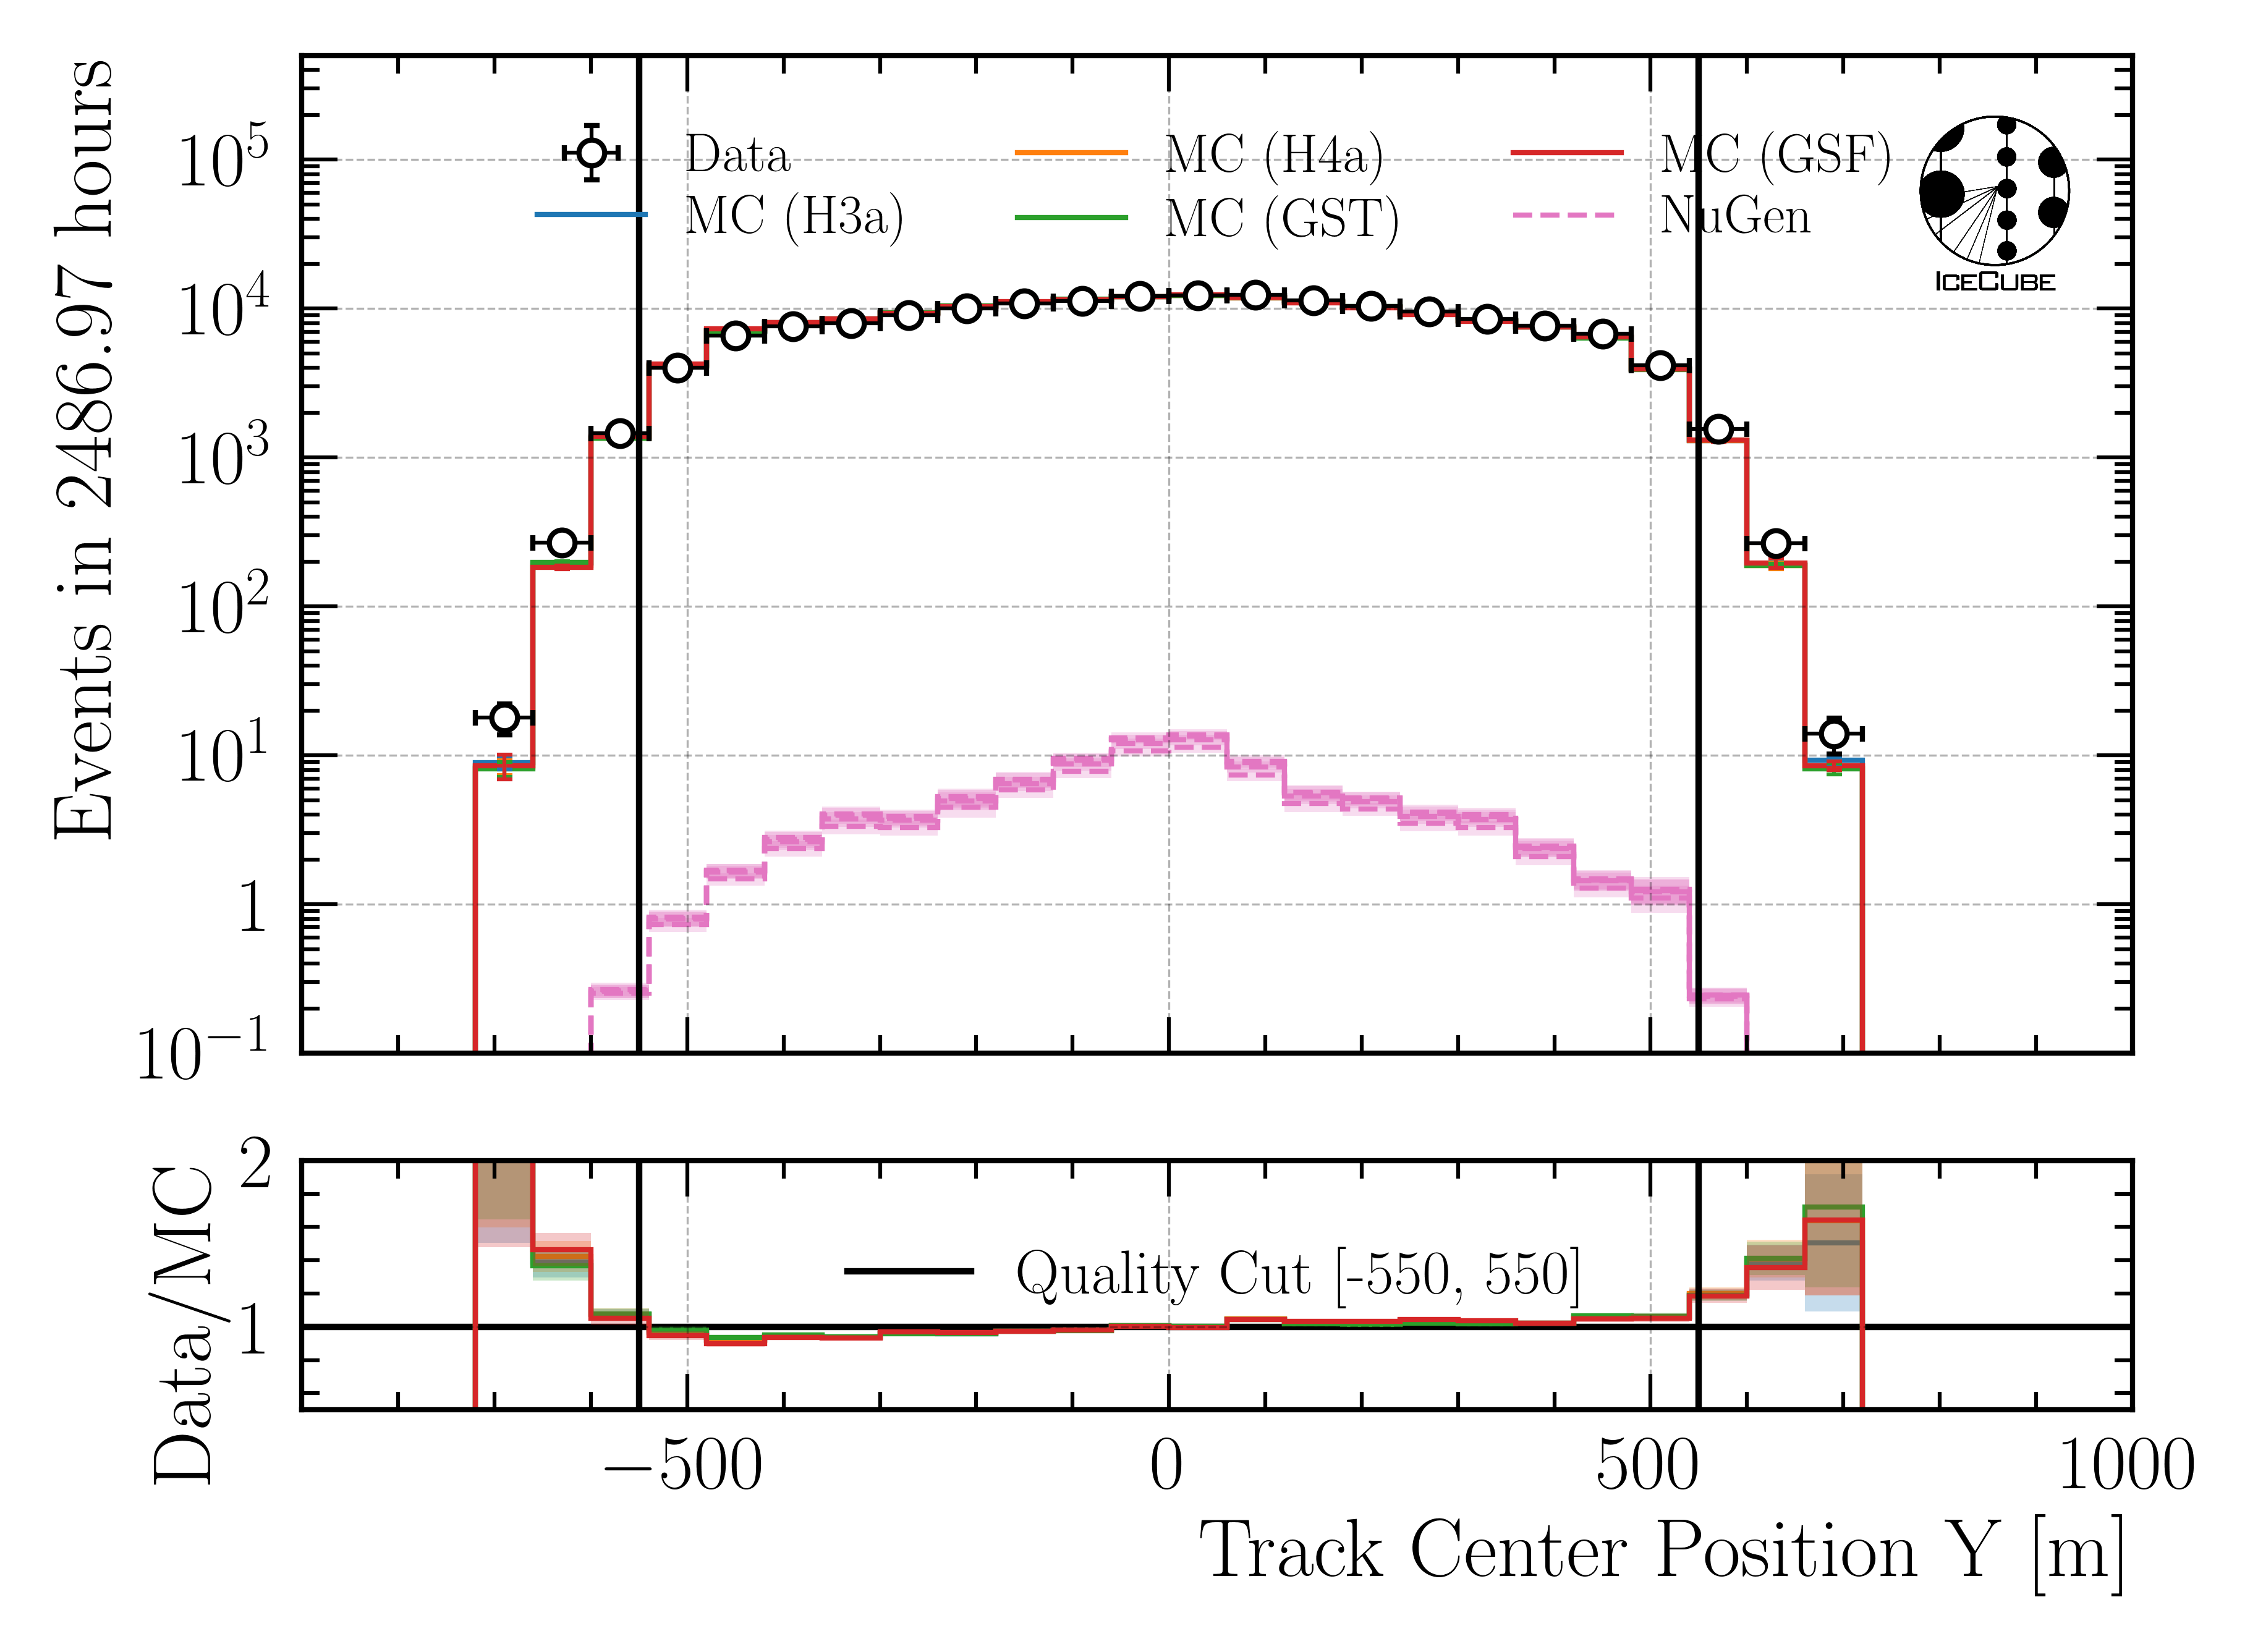 Events in 2486.97 hours
10^5
10^4
10^3
10^2
10^1
1
10^−1
Data
MC (H3a)
MC (H4a)
MC (GST)
MC (GSF)
NuGen
ICECUBE
Data/MC
2
1
Quality Cut [-550, 550]
−500 0 500 1000
Track Center Position Y [m]